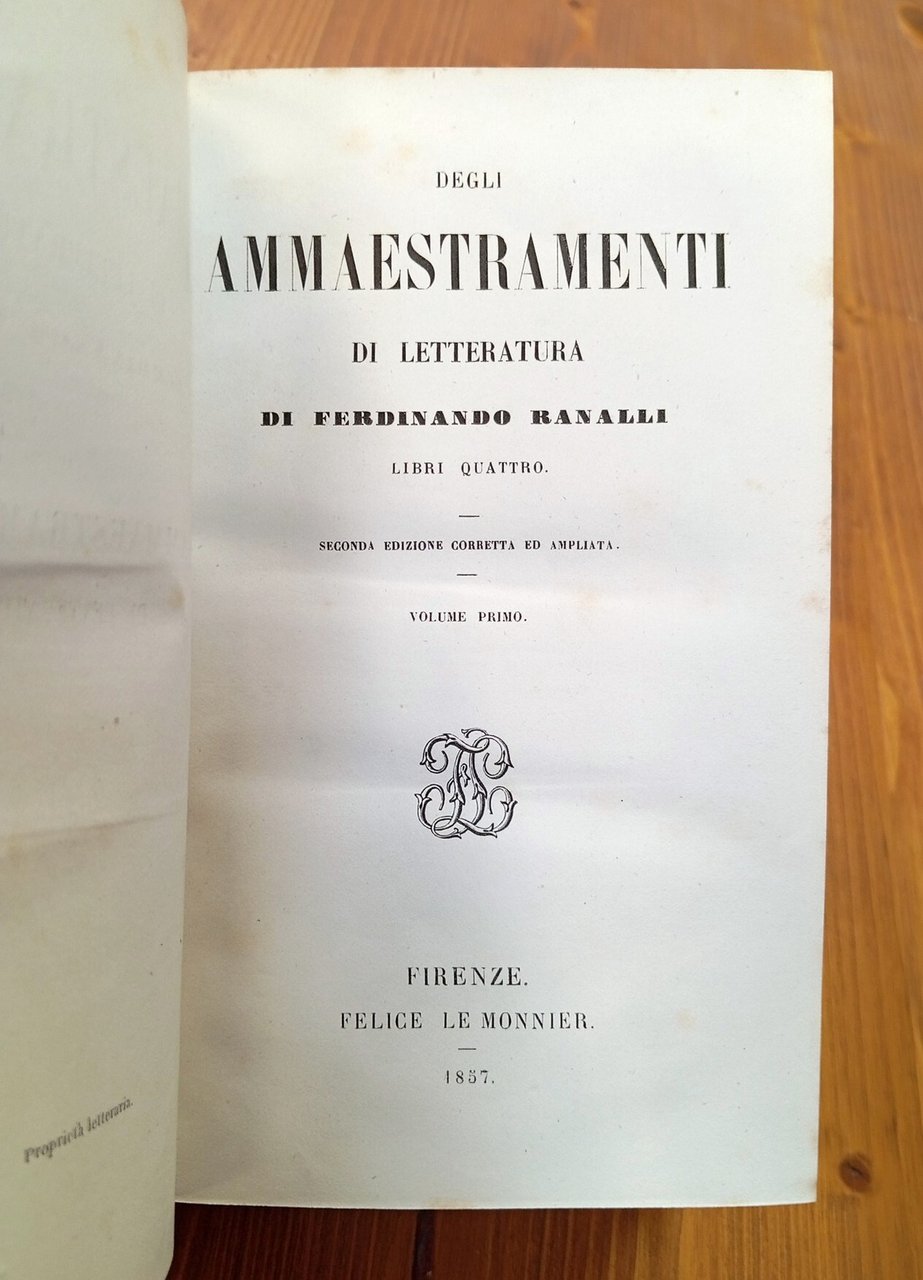 Proprietà letteraria.
DEGLI
AMMAESTRAMENTI
DI LETTERATURA
DI FERDINANDO RANALLI
LIBRI QUATTRO.
SECONDA EDIZIONE CORRETTA ED AMPLIATA.
VOLUME PRIMO.
FIRENZE.
FELICE LE MONNIER.
1857.